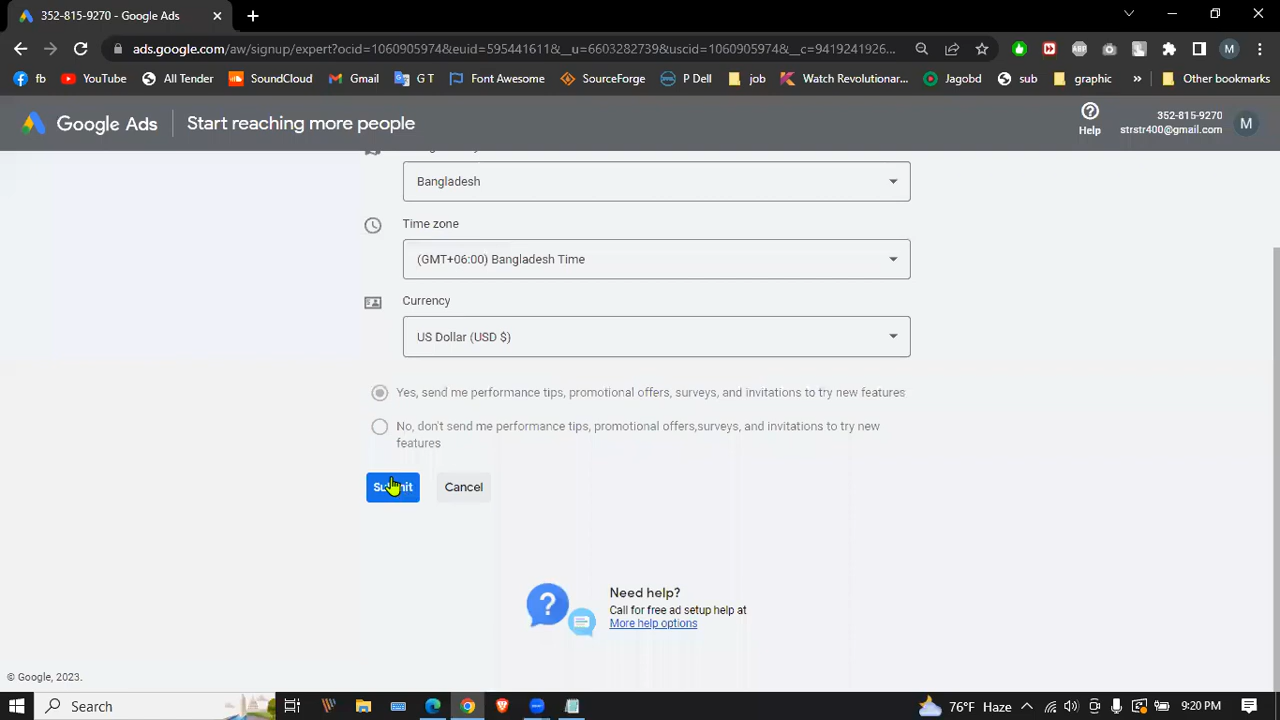 352-815-9270 - Google Ads
ads.google.com/aw/signup/expert?ocid=1060905974&euid=595441611&__u=6603282739&uscid=1060905974&__c=9419241926...
M
fb
YouTube
All Tender
SoundCloud
Gmail
G T
Font Awesome
SourceForge
P Dell
job
Watch Revolutionar...
Jagobd
sub
graphic
»
Other bookmarks
Google Ads
Start reaching more people
Help
352-815-9270
strstr400@gmail.com
M
Bangladesh
Time zone
(GMT+06:00) Bangladesh Time
Currency
US Dollar (USD $)
Yes, send me performance tips, promotional offers, surveys, and invitations to try new features
No, don't send me performance tips, promotional offers,surveys, and invitations to try new
features
Submit
Cancel
Need help?
Call for free ad setup help at
More help options
© Google, 2023.
Search
76°F Haze
9:20 PM